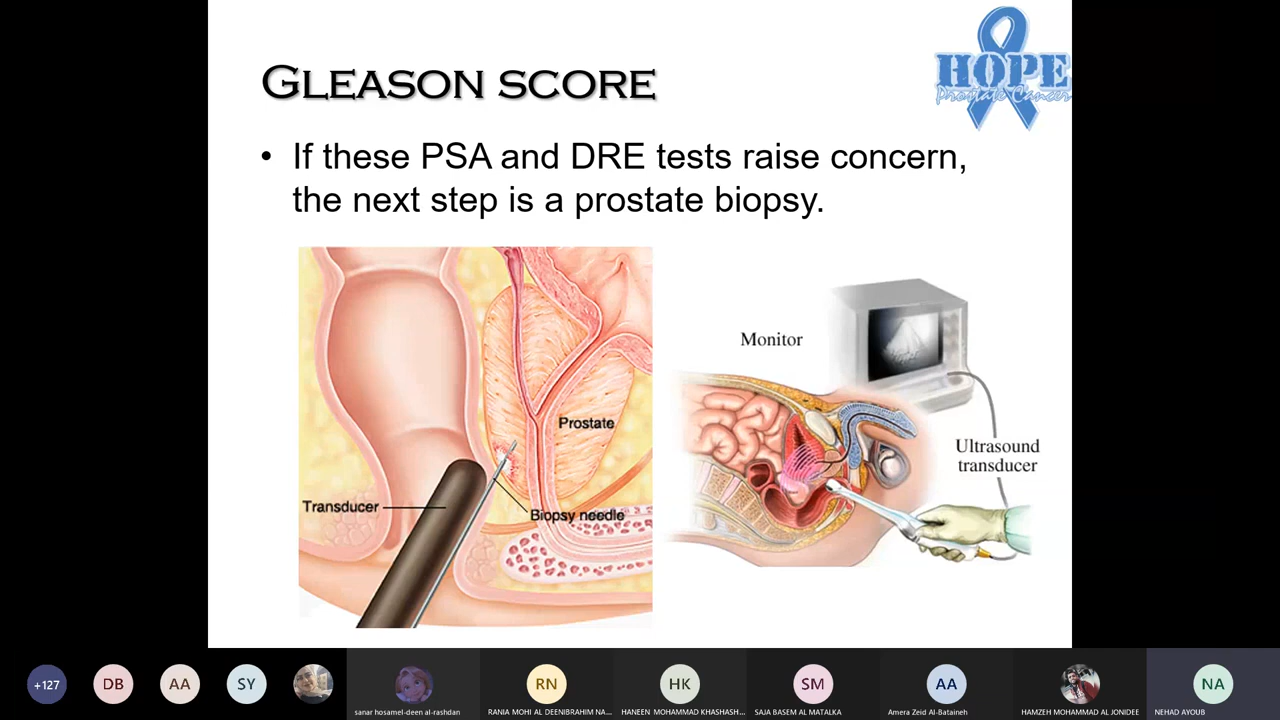 GLEASON SCORE
HOPE
Prostate Cancer
• If these PSA and DRE tests raise concern,
the next step is a prostate biopsy.
Prostate
Transducer
Biopsy needle
Monitor
Ultrasound
transducer
+127
DB
AA
SY
RN
HK
SM
AA
NA
sanar hosamel-deen al-rashdan
RANIA MOHI AL DEENIBRAHIM NA...
HANEEN MOHAMMAD KHASHASH...
SAJA BASEM AL MATALKA
Amera Zeid Al-Bataineh
HAMZEH MOHAMMAD AL JONIDEE
NEHAD AYOUB